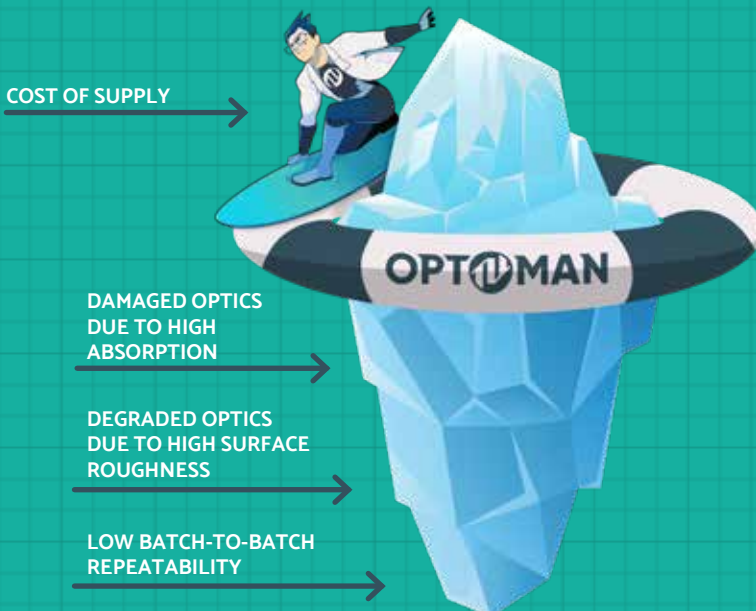 COST OF SUPPLY
OPTOMAN
DAMAGED OPTICS
DUE TO HIGH
ABSORPTION
DEGRADED OPTICS
DUE TO HIGH SURFACE
ROUGHNESS
LOW BATCH-TO-BATCH
REPEATABILITY